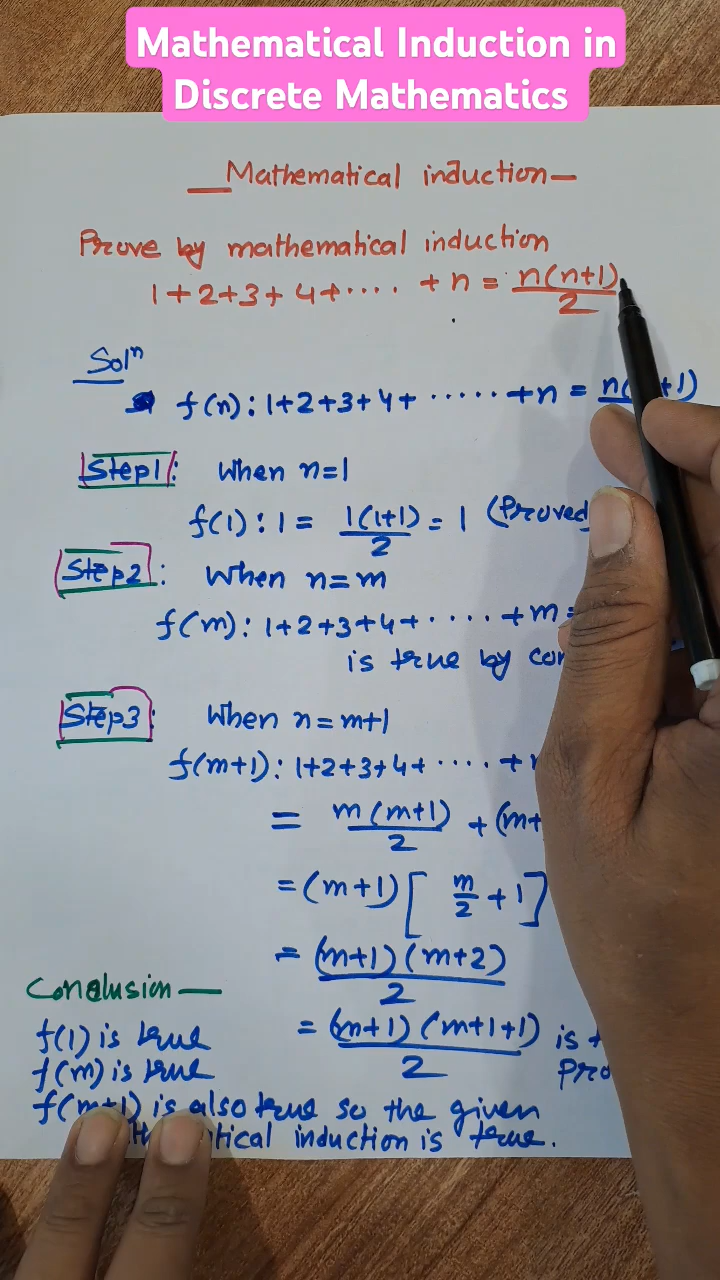 Mathematical Induction in
Discrete Mathematics
Mathematical induction
Prove by mathematical induction
1+2+3+4+.... + n = n(n+1)/2
Solⁿ
f(n): 1+2+3+4+ ..... +n = n( +1)
Step1: When n=1
f(1): 1 = 1(1+1)/2 = 1 (Proved
Step2: When n=m
f(m): 1+2+3+4+ .... +m =
is true by
Step3: When n=m+1
f(m+1): 1+2+3+4+ .... +
= m(m+1)/2 + (m+
= (m+1)[ m/2 +1]
= (m+1)(m+2)/2
= (m+1)(m+1+1)/2 is
Conclusion —
f(1) is true
f(m) is true
f(m+1) is also true so the given
induction is true.